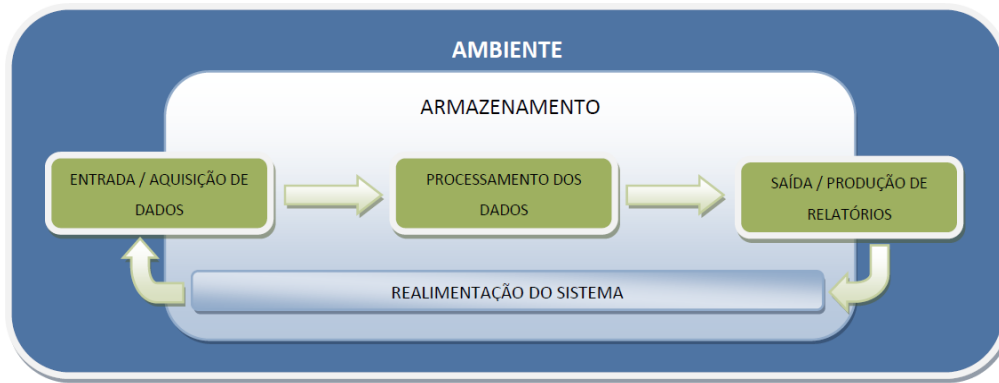 AMBIENTE
ARMAZENAMENTO
ENTRADA / AQUISIÇÃO DE
DADOS
PROCESSAMENTO DOS
DADOS
SAÍDA / PRODUÇÃO DE
RELATÓRIOS
REALIMENTAÇÃO DO SISTEMA